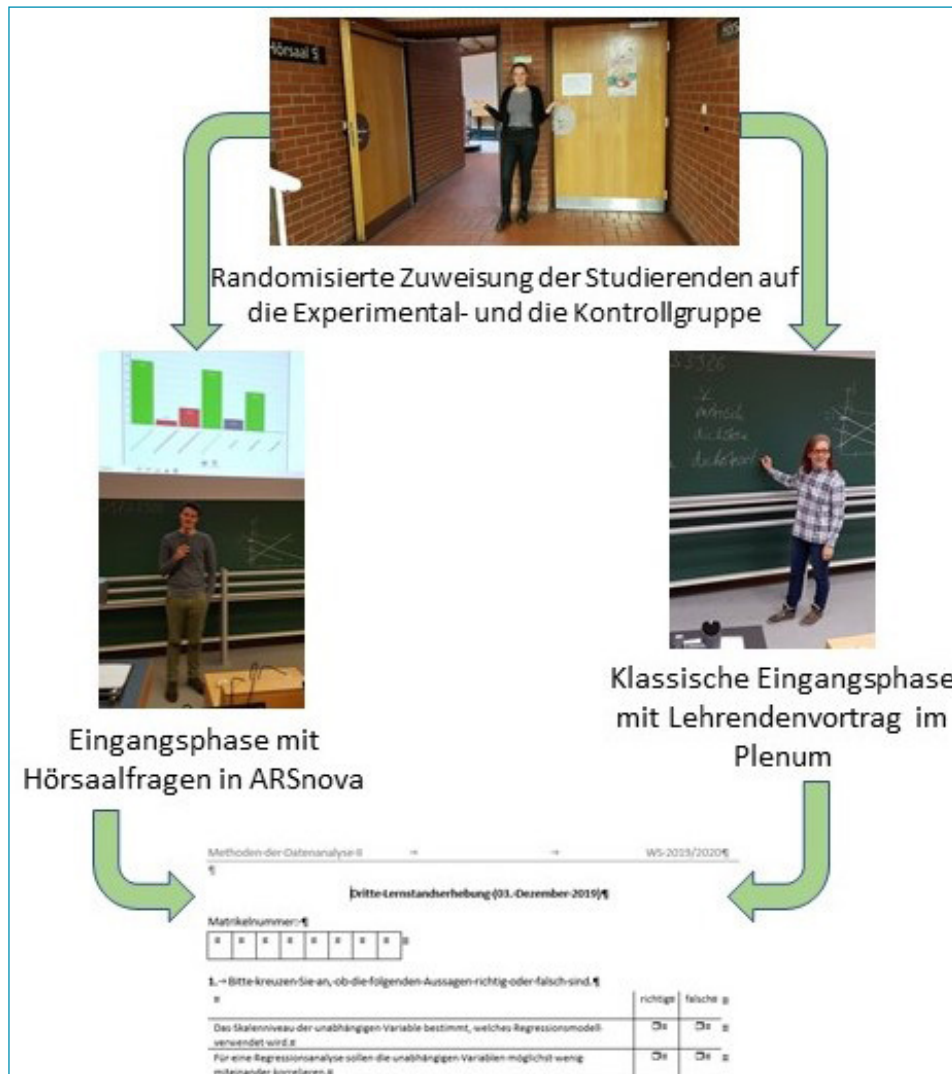 Hörsaal 5
Randomisierte Zuweisung der Studierenden auf
die Experimental- und die Kontrollgruppe
Eingangsphase mit
Hörsaalfragen in ARSnova
Klassische Eingangsphase
mit Lehrendenvortrag im
Plenum
Methoden der Datenanalyse II → → WS 2019/2020¶
¶
Dritte Lernstandserhebung (03. Dezember 2019)¶
Matrikelnummer: ¶
1. → Bitte kreuzen Sie an, ob die folgenden Aussagen richtig oder falsch sind. ¶
richtig¤ falsch¤
Das Skalenniveau der unabhängigen Variable bestimmt, welches Regressionsmodell
verwendet wird.¤
Für eine Regressionsanalyse sollen die unabhängigen Variablen möglichst wenig
miteinander korrelieren.¤